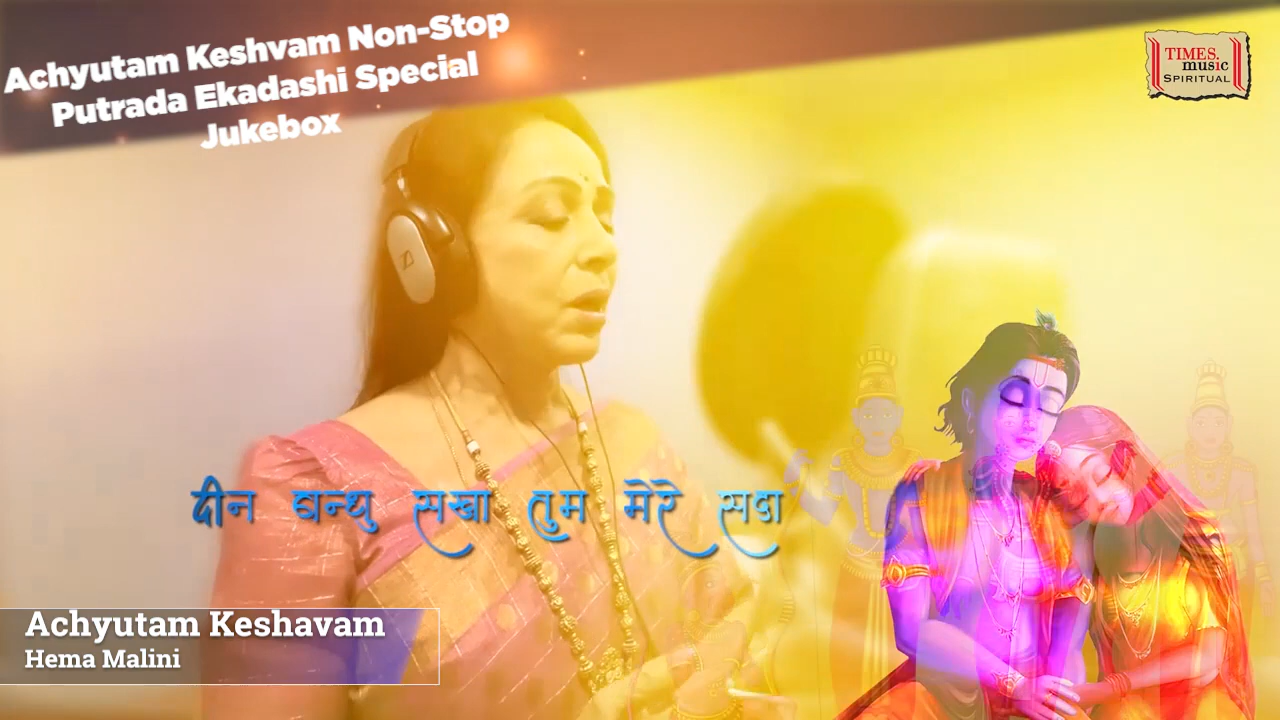 Achyutam Keshvam Non-Stop
Putrada Ekadashi Special
Jukebox
TIMES.
music
SPIRITUAL
दीन बन्धु सखा तुम मेरे सदा
Achyutam Keshavam
Hema Malini